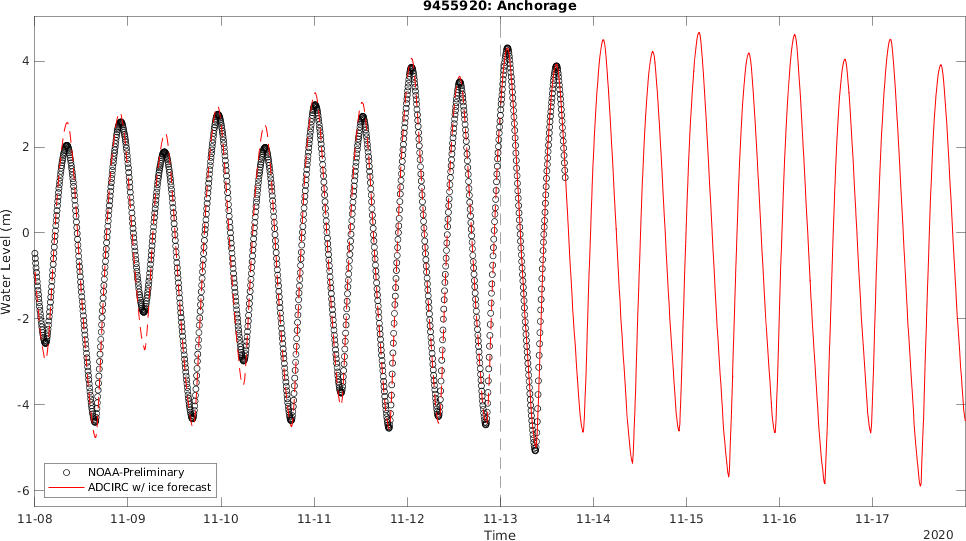 9455920: Anchorage
Water Level (m)
4
2
0
-2
-4
-6
NOAA-Preliminary
ADCIRC w/ ice forecast
11-08 11-09 11-10 11-11 11-12 11-13 11-14 11-15 11-16 11-17
Time
2020